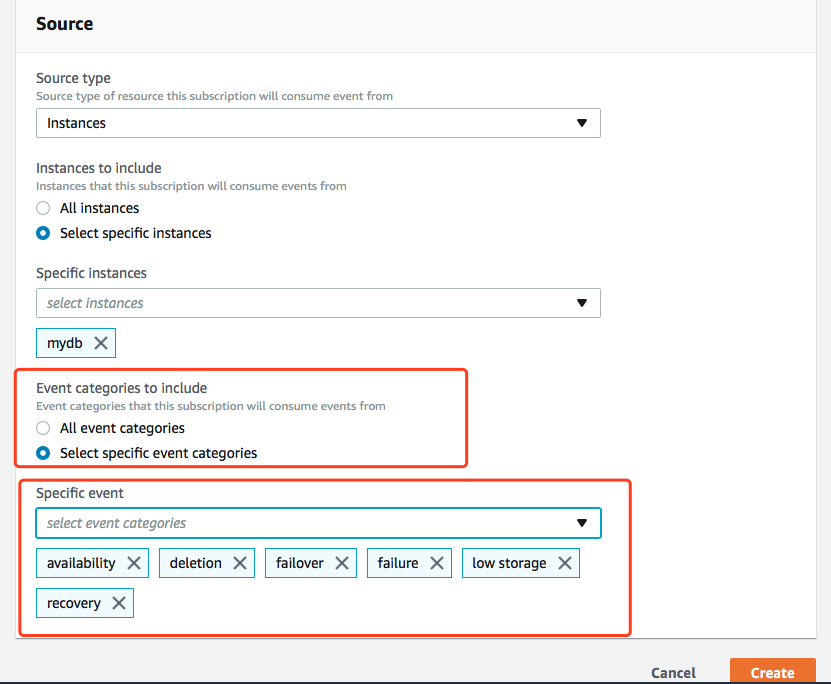 Source
Source type
Source type of resource this subscription will consume event from
Instances
Instances to include
Instances that this subscription will consume events from
All instances
Select specific instances
Specific instances
select instances
mydb
Event categories to include
Event categories that this subscription will consume events from
All event categories
Select specific event categories
Specific event
select event categories
availability deletion failover failure low storage
recovery
Cancel Create